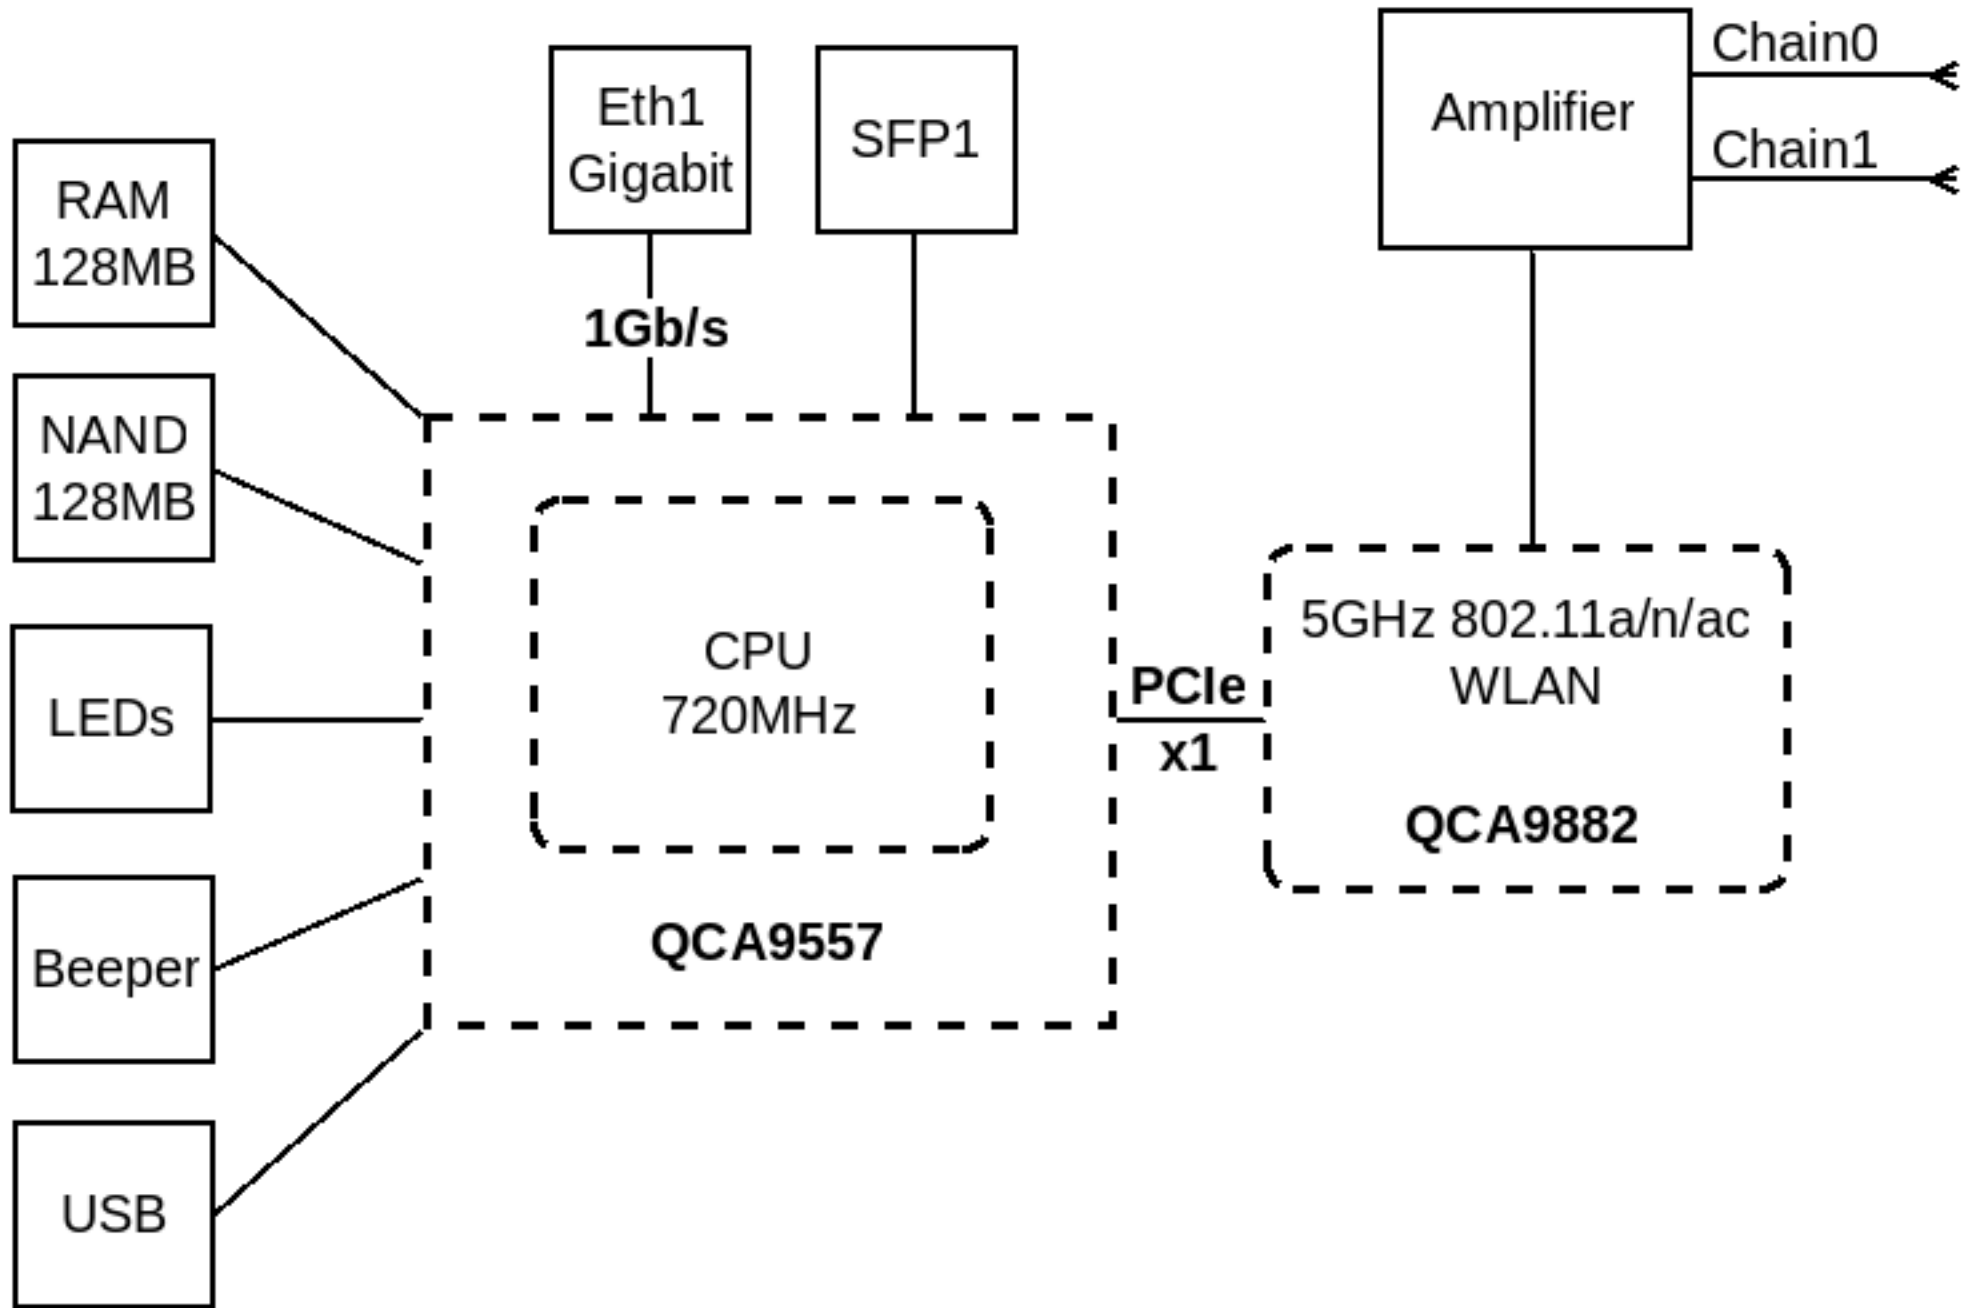 Eth1
Gigabit
SFP1
Amplifier
Chain0
Chain1
RAM
128MB
1Gb/s
NAND
128MB
LEDs
Beeper
USB
CPU
720MHz
QCA9557
PCIe
x1
5GHz 802.11a/n/ac
WLAN
QCA9882